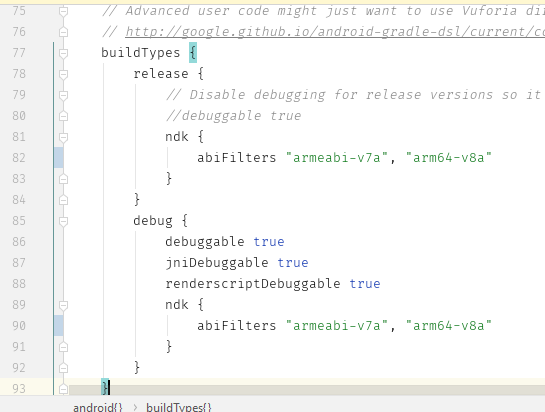 75 // Advanced user code might just want to use Vuforia di
76 // http://google.github.io/android-gradle-dsl/current/co
77 buildTypes {
78 release {
79 // Disable debugging for release versions so it
80 //debuggable true
81 ndk {
82 abiFilters "armeabi-v7a", "arm64-v8a"
83 }
84 }
85 debug {
86 debuggable true
87 jniDebuggable true
88 renderscriptDebuggable true
89 ndk {
90 abiFilters "armeabi-v7a", "arm64-v8a"
91 }
92 }
93 }
android{} › buildTypes{}